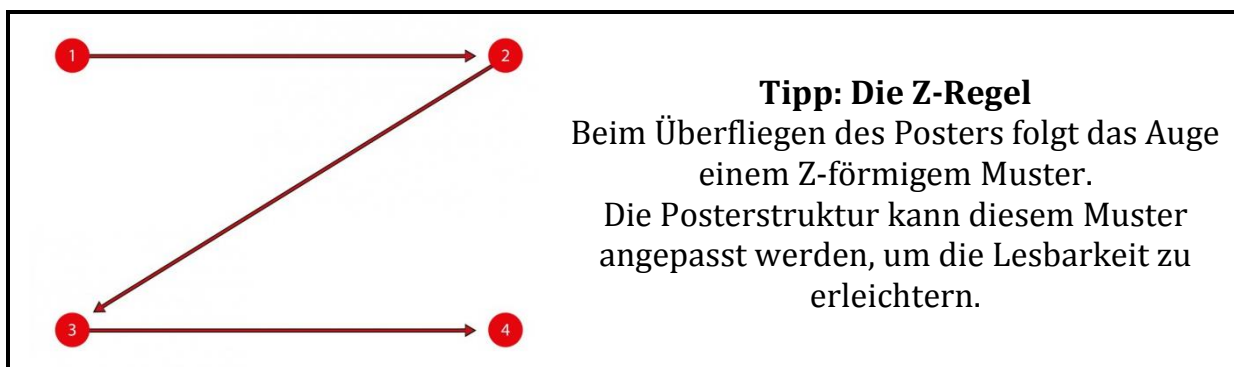 1
2
3
4
Tipp: Die Z-Regel
Beim Überfliegen des Posters folgt das Auge
einem Z-förmigem Muster.
Die Posterstruktur kann diesem Muster
angepasst werden, um die Lesbarkeit zu
erleichtern.